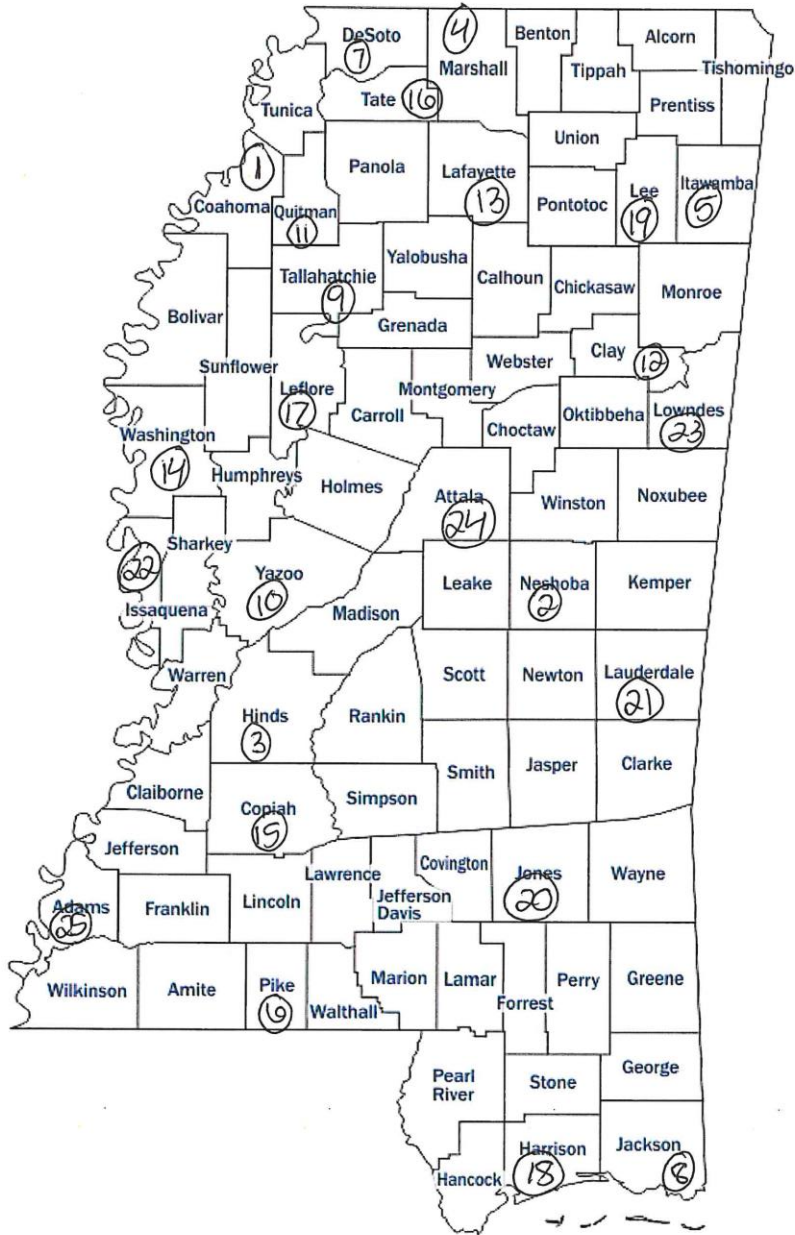 DeSoto
7
4
Marshall
Benton
Tippah
Alcorn
Tishomingo
Prentiss
Tunica
Tate
16
Union
Panola
Lafayette
13
Pontotoc
Lee
19
Itawamba
5
1
Coahoma
Quitman
11
Yalobusha
Tallahatchie
9
Calhoun
Chickasaw
Monroe
Bolivar
Grenada
Sunflower
Leflore
17
Carroll
Montgomery
Webster
Clay
12
Choctaw
Oktibbeha
Lowndes
23
Washington
14
Humphreys
Holmes
Attala
24
Winston
Noxubee
Sharkey
22
Issaquena
Yazoo
10
Madison
Leake
Neshoba
2
Kemper
Warren
Hinds
3
Rankin
Scott
Newton
Lauderdale
21
Claiborne
Copiah
15
Simpson
Smith
Jasper
Clarke
Jefferson
Lawrence
Jefferson
Davis
Covington
Jones
20
Wayne
Adams
25
Franklin
Lincoln
Wilkinson
Amite
Pike
6
Walthall
Marion
Lamar
Forrest
Perry
Greene
Pearl
River
Stone
George
Hancock
Harrison
18
Jackson
8